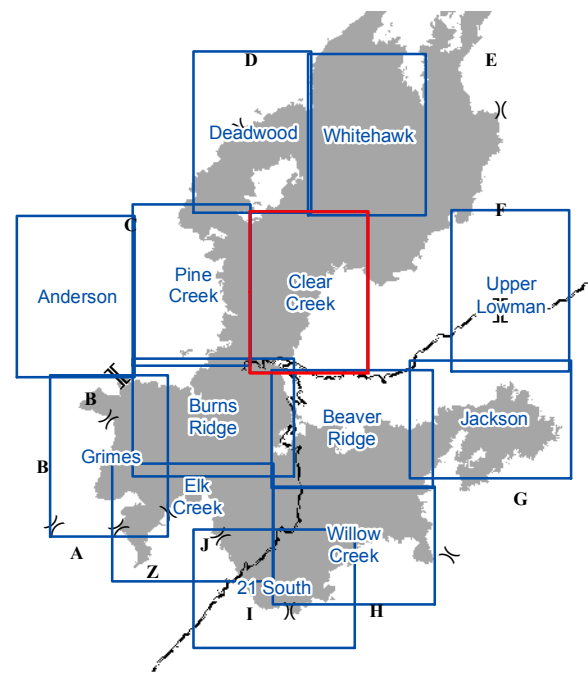 D
E
Deadwood
Whitehawk
C
F
Anderson
Pine
Creek
Clear
Creek
Upper
Lowman
][
][
B
Burns
Ridge
Beaver
Ridge
Jackson
B
Grimes
Elk
Creek
G
A
Z
J
Willow
Creek
21 South
I
H